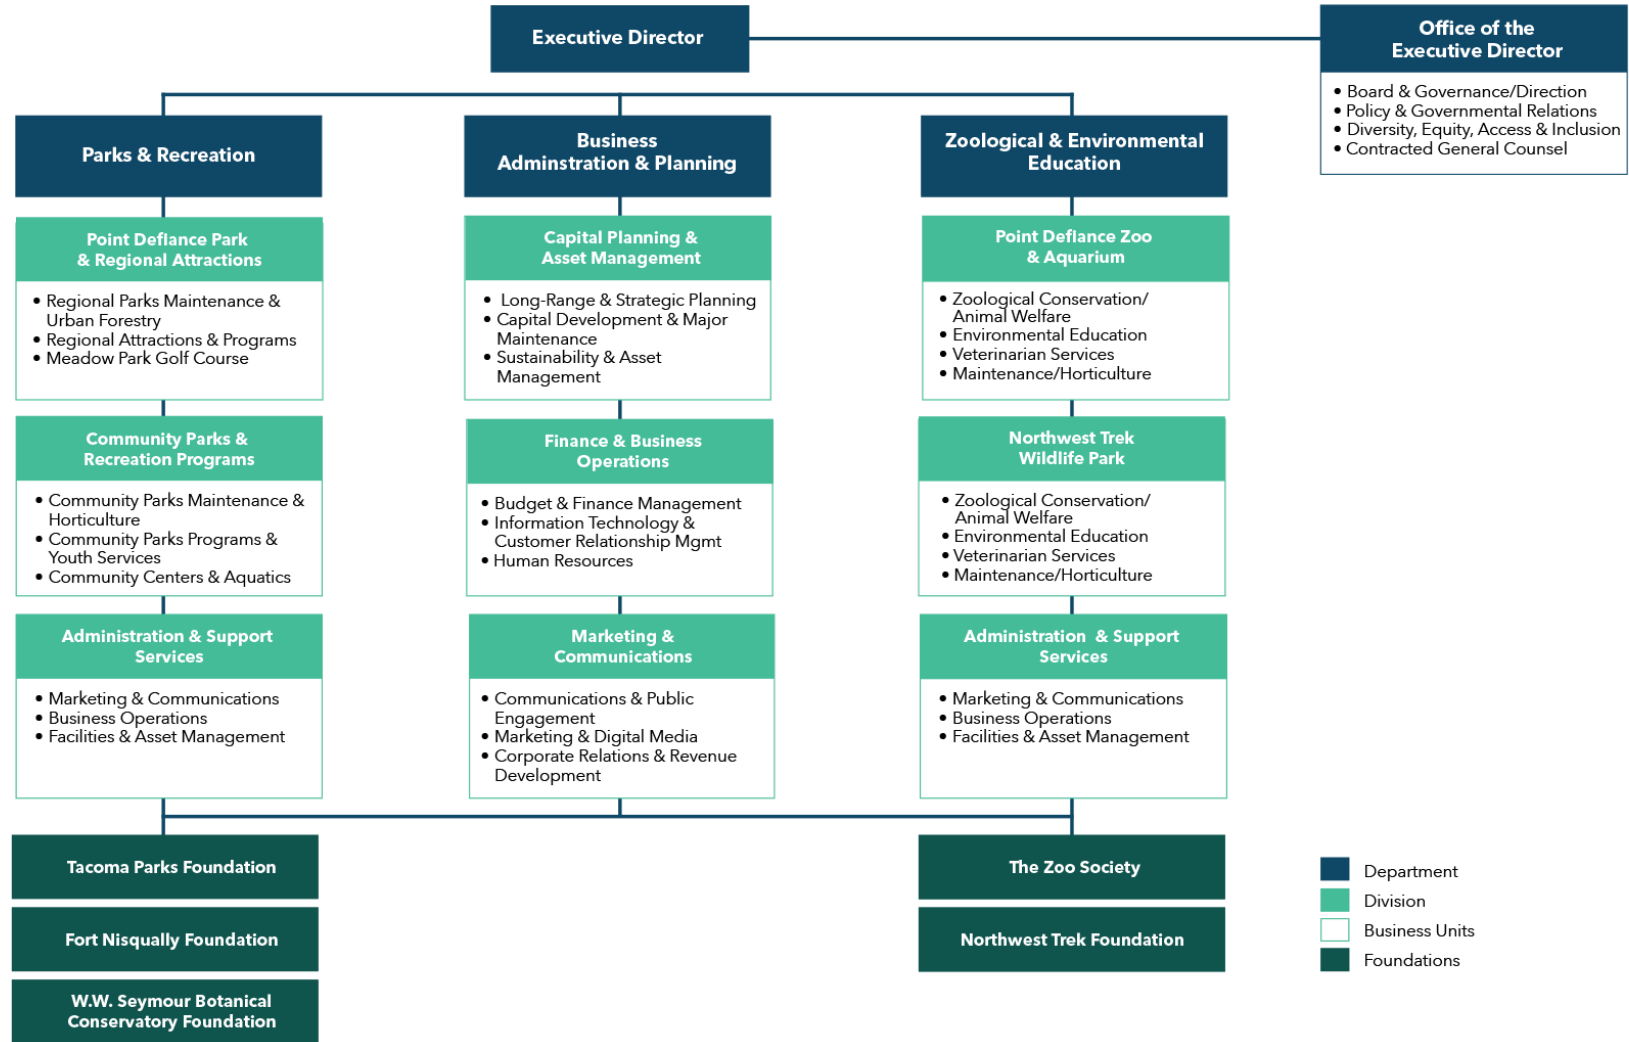 Executive Director
Office of the
Executive Director
• Board & Governance/Direction
• Policy & Governmental Relations
• Diversity, Equity, Access & Inclusion
• Contracted General Counsel
Parks & Recreation
Business
Adminstration & Planning
Zoological & Environmental
Education
Point Defiance Park
& Regional Attractions
• Regional Parks Maintenance &
Urban Forestry
• Regional Attractions & Programs
• Meadow Park Golf Course
Community Parks &
Recreation Programs
• Community Parks Maintenance &
Horticulture
• Community Parks Programs &
Youth Services
• Community Centers & Aquatics
Administration & Support
Services
• Marketing & Communications
• Business Operations
• Facilities & Asset Management
Capital Planning &
Asset Management
• Long-Range & Strategic Planning
• Capital Development & Major
Maintenance
• Sustainability & Asset
Management
Finance & Business
Operations
• Budget & Finance Management
• Information Technology &
Customer Relationship Mgmt
• Human Resources
Marketing &
Communications
• Communications & Public
Engagement
• Marketing & Digital Media
• Corporate Relations & Revenue
Development
Point Defiance Zoo
& Aquarium
• Zoological Conservation/
Animal Welfare
• Environmental Education
• Veterinarian Services
• Maintenance/Horticulture
Northwest Trek
Wildlife Park
• Zoological Conservation/
Animal Welfare
• Environmental Education
• Veterinarian Services
• Maintenance/Horticulture
Administration & Support
Services
• Marketing & Communications
• Business Operations
• Facilities & Asset Management
Tacoma Parks Foundation
Fort Nisqually Foundation
W.W. Seymour Botanical
Conservatory Foundation
The Zoo Society
Northwest Trek Foundation
Department
Division
Business Units
Foundations